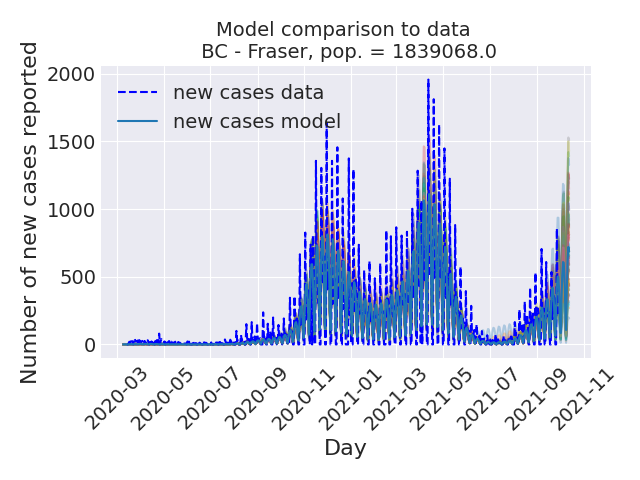 Model comparison to data
BC - Fraser, pop. = 1839068.0
Number of new cases reported
2000
1500
1000
500
0
new cases data
new cases model
2020-03
2020-05
2020-07
2020-09
2020-11
2021-01
2021-03
2021-05
2021-07
2021-09
2021-11
Day